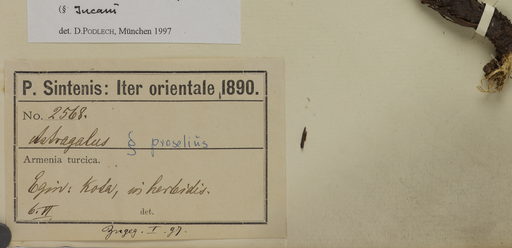 (§ Incani
det. D.PODLECH, München 1997
P. Sintenis: Iter orientale 1890.
No. 2568.
Astragalus § proselius
Armenia turcica.
Egin: Kota, in herbidis.
6. VI det.
I. 97.